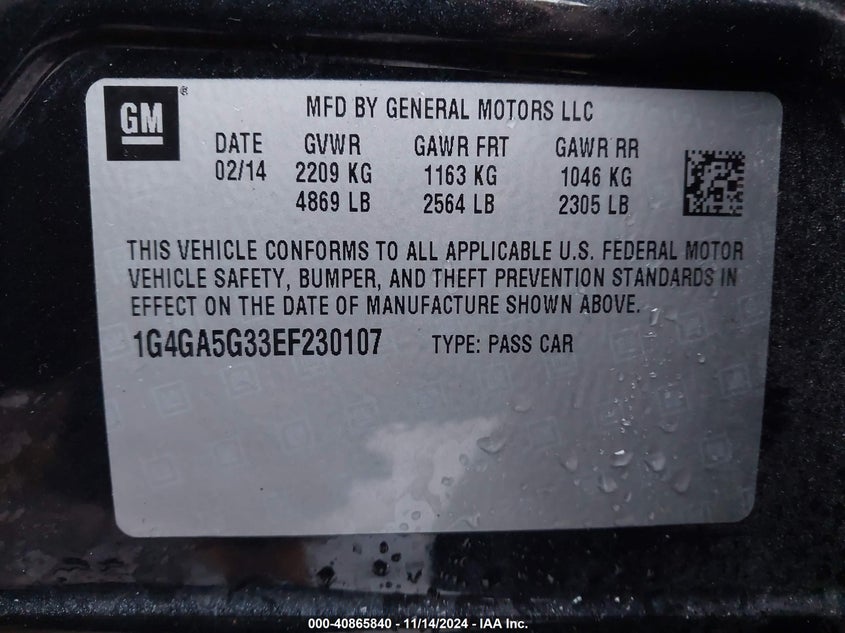 GM®
MFD BY GENERAL MOTORS LLC
DATE GVWR GAWR FRT GAWR RR
02/14 2209 KG 1163 KG 1046 KG
4869 LB 2564 LB 2305 LB
THIS VEHICLE CONFORMS TO ALL APPLICABLE U.S. FEDERAL MOTOR
VEHICLE SAFETY, BUMPER, AND THEFT PREVENTION STANDARDS IN
EFFECT ON THE DATE OF MANUFACTURE SHOWN ABOVE.
1G4GA5G33EF230107 TYPE: PASS CAR
000-40865840 - 11/14/2024 - IAA Inc.